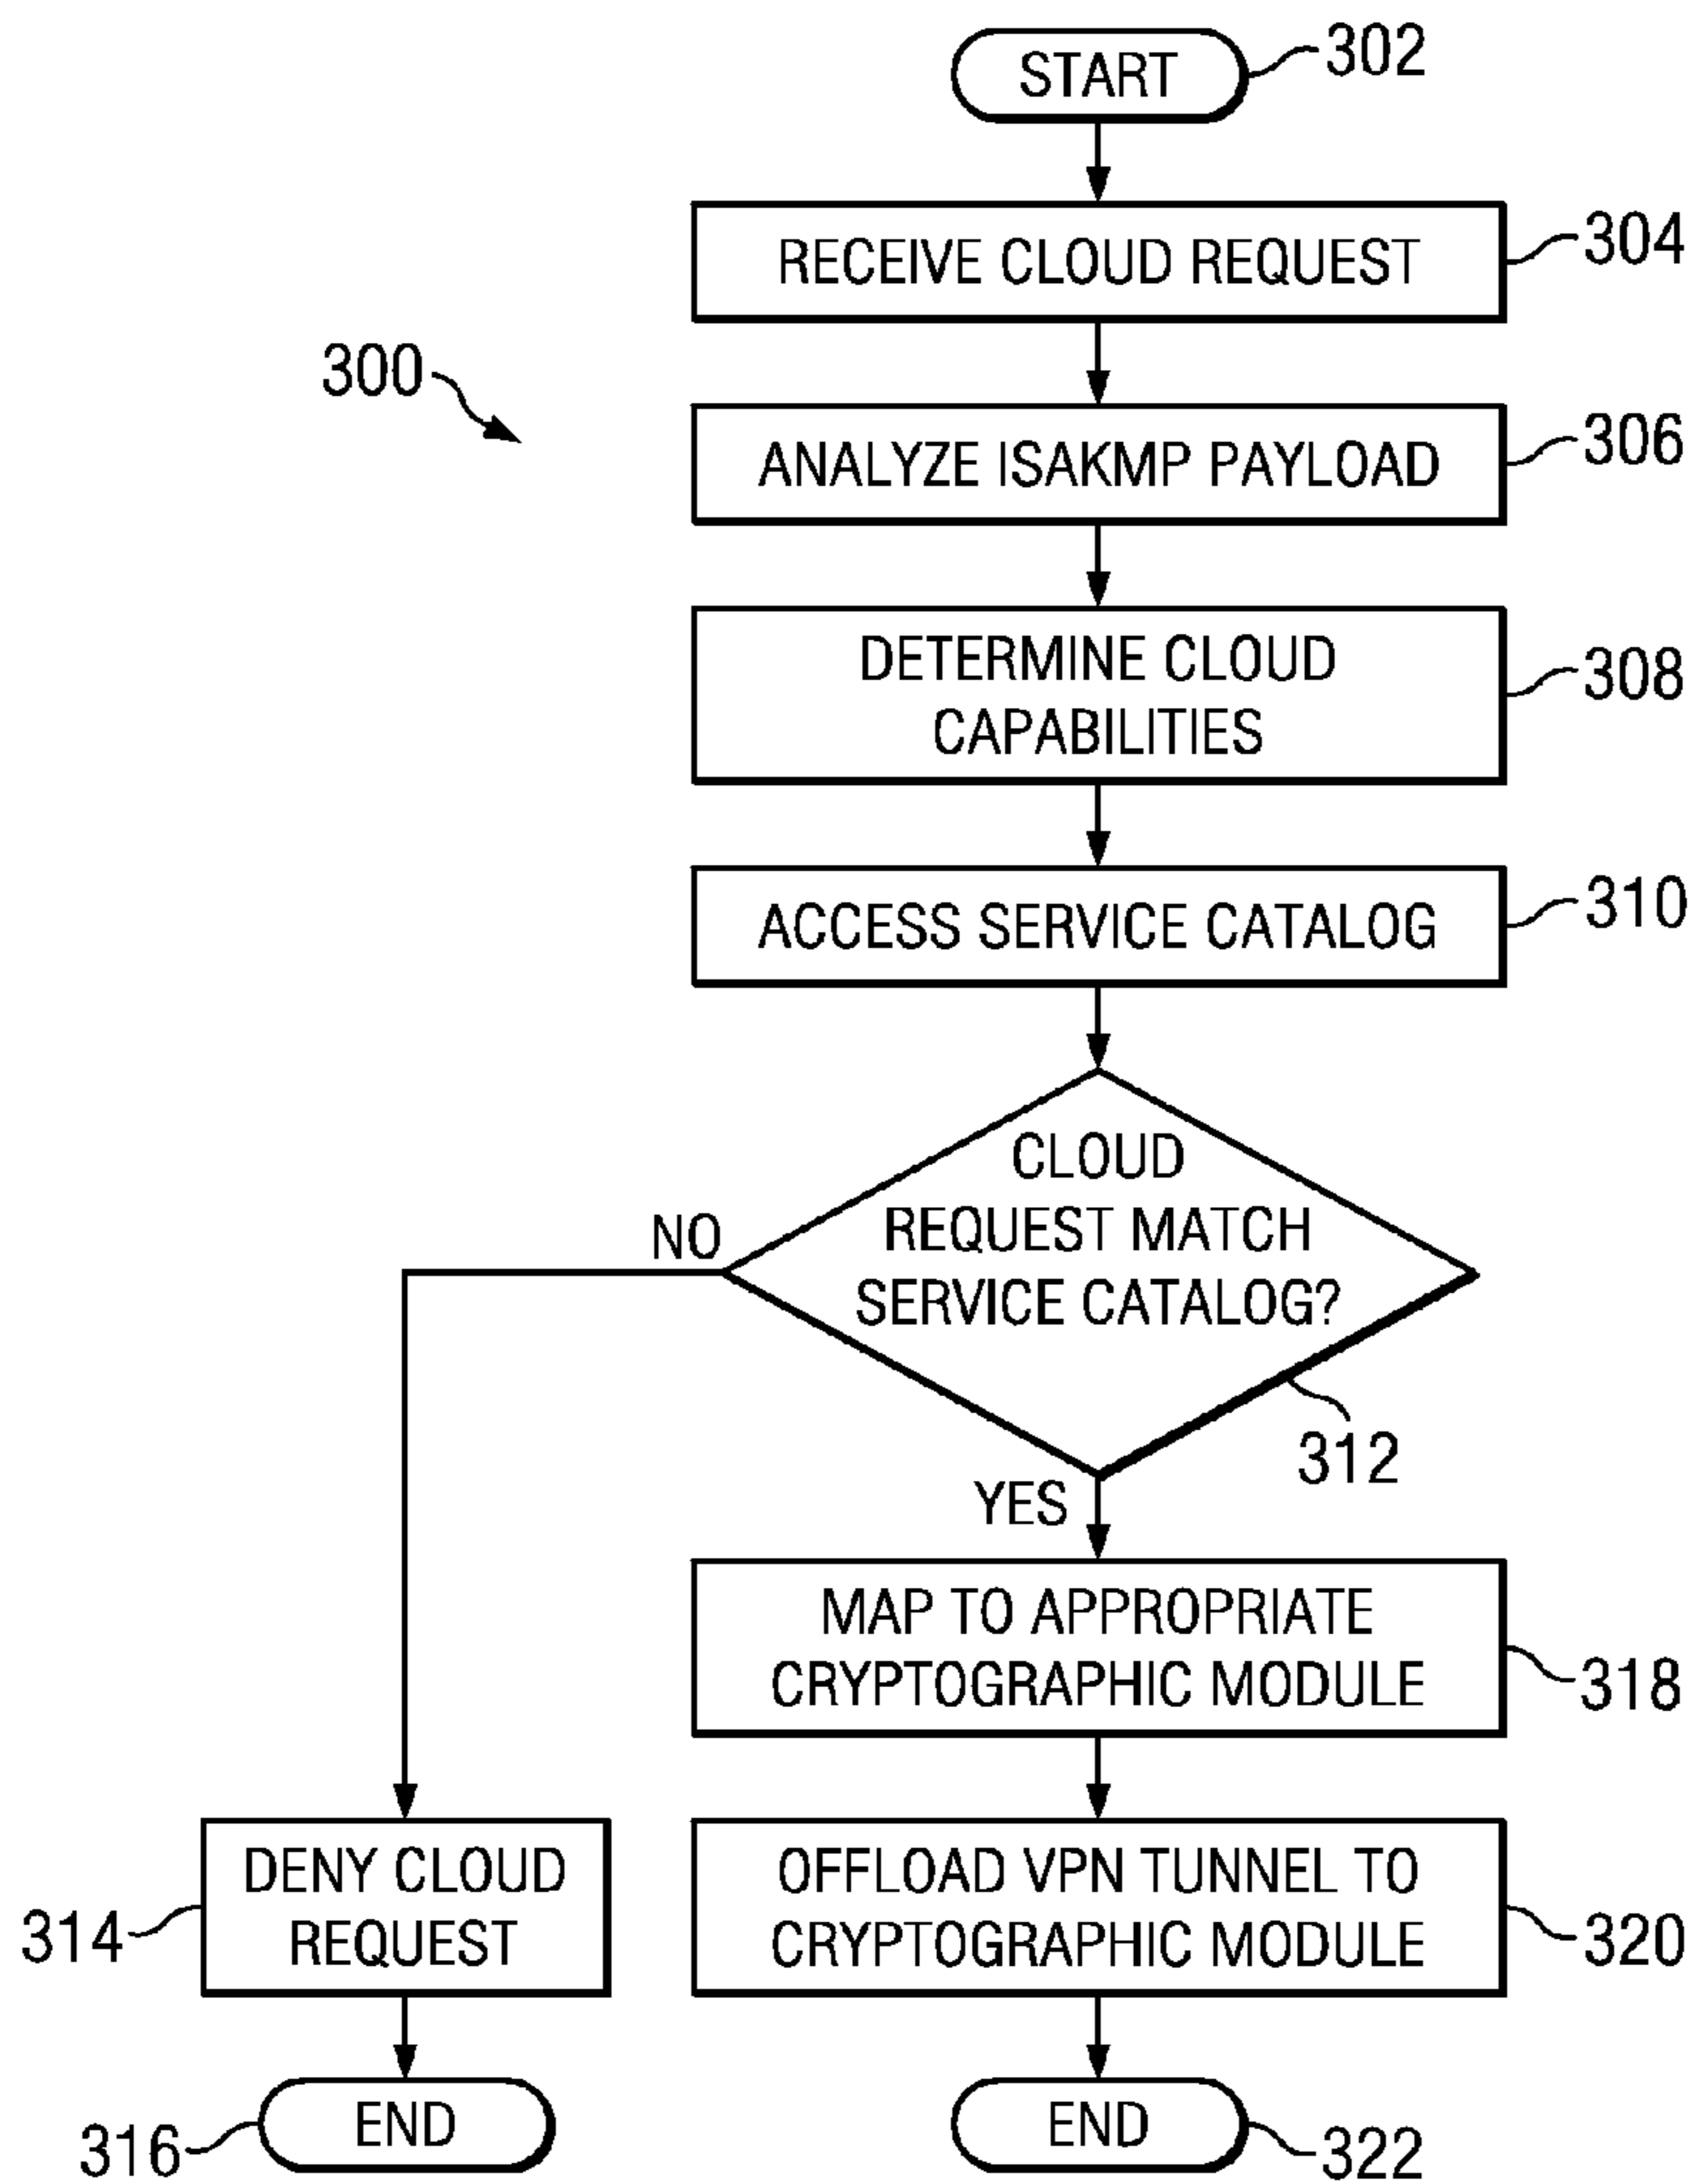 START
302
RECEIVE CLOUD REQUEST
304
300
ANALYZE ISAKMP PAYLOAD
306
DETERMINE CLOUD
CAPABILITIES
308
ACCESS SERVICE CATALOG
310
CLOUD
REQUEST MATCH
SERVICE CATALOG?
NO
312
YES
MAP TO APPROPRIATE
CRYPTOGRAPHIC MODULE
318
DENY CLOUD
REQUEST
314
OFFLOAD VPN TUNNEL TO
CRYPTOGRAPHIC MODULE
320
END
316
END
322